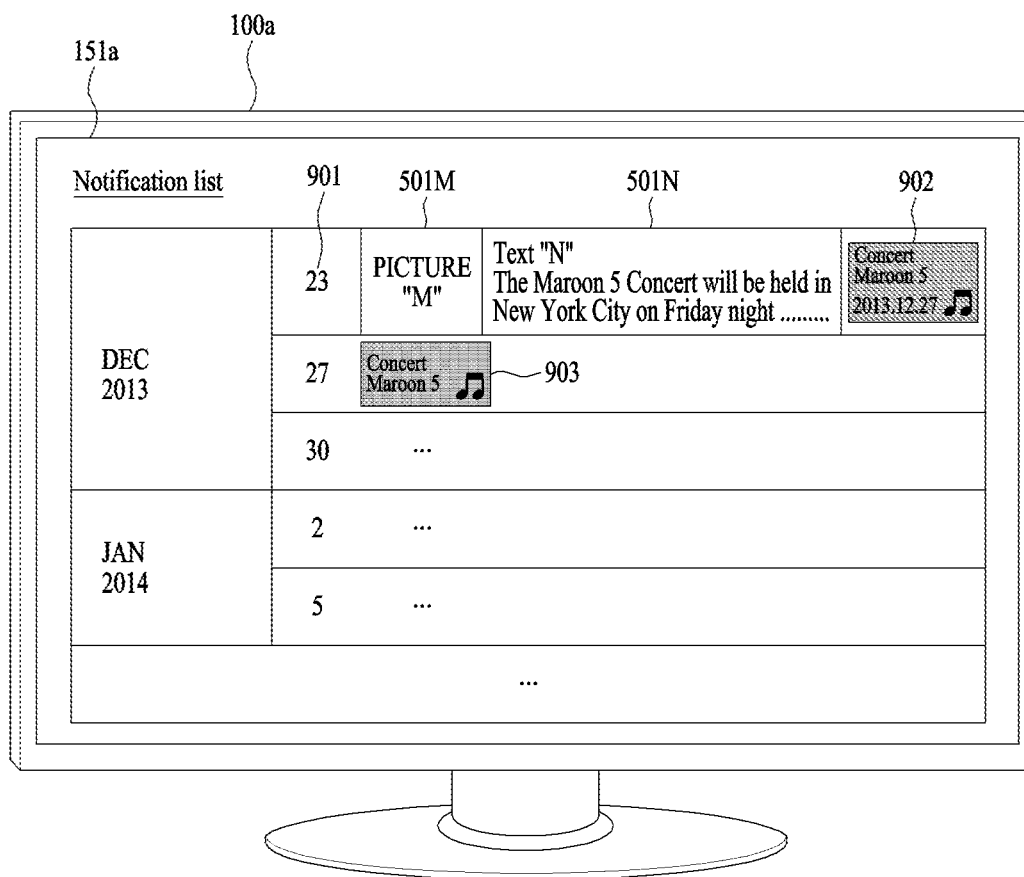 100a
151a
Notification list
901
501M
501N
902
DEC
2013
23
PICTURE
"M"
Text "N"
The Maroon 5 Concert will be held in
New York City on Friday night .........
Concert
Maroon 5
2013.12.27
27
Concert
Maroon 5
903
30
...
JAN
2014
2
...
5
...
...